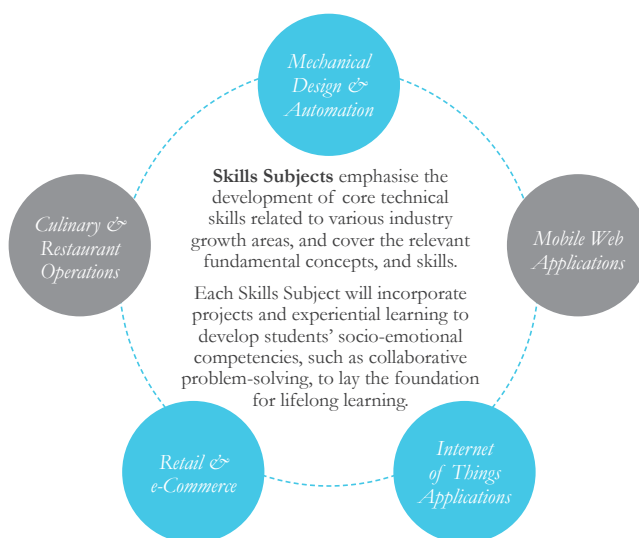 Mechanical
Design &
Automation
Skills Subjects emphasise the
development of core technical
skills related to various industry
growth areas, and cover the relevant
fundamental concepts, and skills.
Each Skills Subject will incorporate
projects and experiential learning to
develop students' socio-emotional
competencies, such as collaborative
problem-solving, to lay the foundation
for lifelong learning.
Culinary &
Restaurant
Operations
Mobile Web
Applications
Retail &
e-Commerce
Internet
of Things
Applications